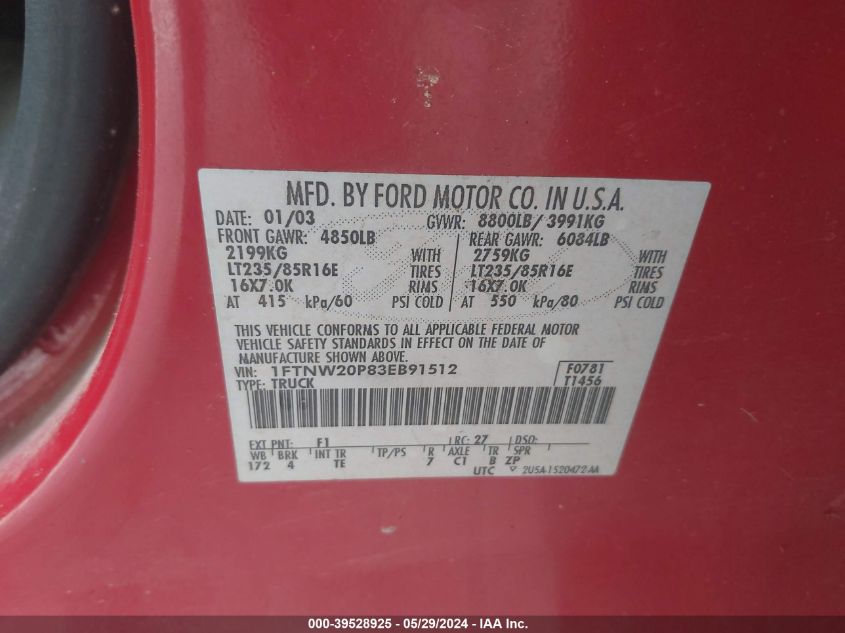 MFD. BY FORD MOTOR CO. IN U.S.A.
DATE: 01/03 GVWR: 8800LB/ 3991KG
FRONT GAWR: 4850LB REAR GAWR: 6084LB
2199KG WITH 2759KG WITH
LT235/85R16E TIRES LT235/85R16E TIRES
16X7.0K RIMS 16X7.0K RIMS
AT 415 kPa/60 PSI COLD AT 550 kPa/80 PSI COLD
THIS VEHICLE CONFORMS TO ALL APPLICABLE FEDERAL MOTOR
VEHICLE SAFETY STANDARDS IN EFFECT ON THE DATE OF
MANUFACTURE SHOWN ABOVE.
VIN: 1FTNW20P83EB91512 F0781
TYPE: TRUCK T1456
EXT PNT: F1 RC: 27 DSO:
WB BRK INT TR TP/PS R AXLE TR SPR
172 4 TE 7 C1 B ZP
UTC 2U5A-1520472-AA
000-39528925 - 05/29/2024 - IAA Inc.